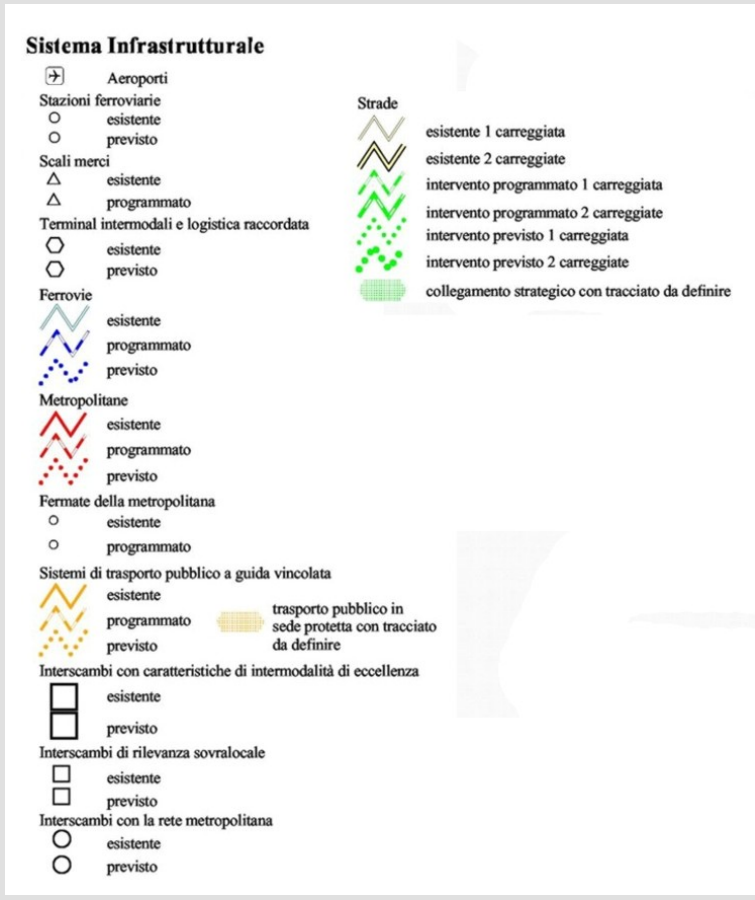 Sistema Infrastrutturale
Aeroporti
Stazioni ferroviarie
esistente
previsto
Scali merci
esistente
programmato
Terminal intermodali e logistica raccordata
esistente
previsto
Ferrovie
esistente
programmato
previsto
Metropolitane
esistente
programmato
previsto
Fermate della metropolitana
esistente
programmato
Sistemi di trasporto pubblico a guida vincolata
esistente
programmato
previsto
trasporto pubblico in
sede protetta con tracciato
da definire
Interscambi con caratteristiche di intermodalità di eccellenza
esistente
previsto
Interscambi di rilevanza sovralocale
esistente
previsto
Interscambi con la rete metropolitana
esistente
previsto
Strade
esistente 1 carreggiata
esistente 2 carreggiate
intervento programmato 1 carreggiata
intervento programmato 2 carreggiate
intervento previsto 1 carreggiata
intervento previsto 2 carreggiate
collegamento strategico con tracciato da definire